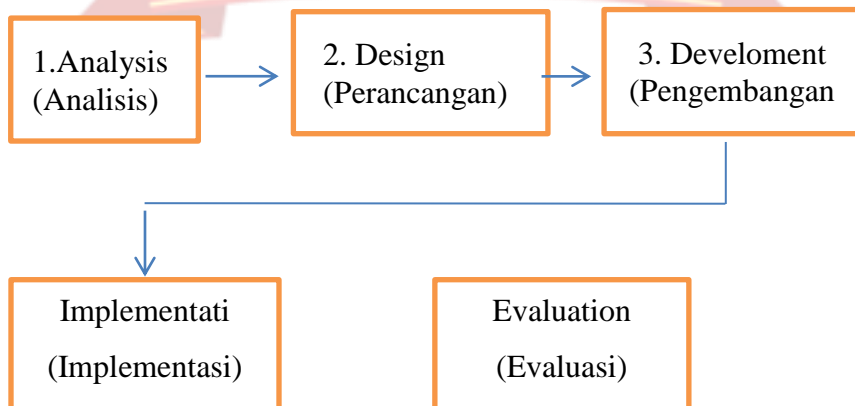 1.Analysis
(Analisis)
2. Design
(Perancangan)
3. Develoment
(Pengembangan
Implementati
(Implementasi)
Evaluation
(Evaluasi)